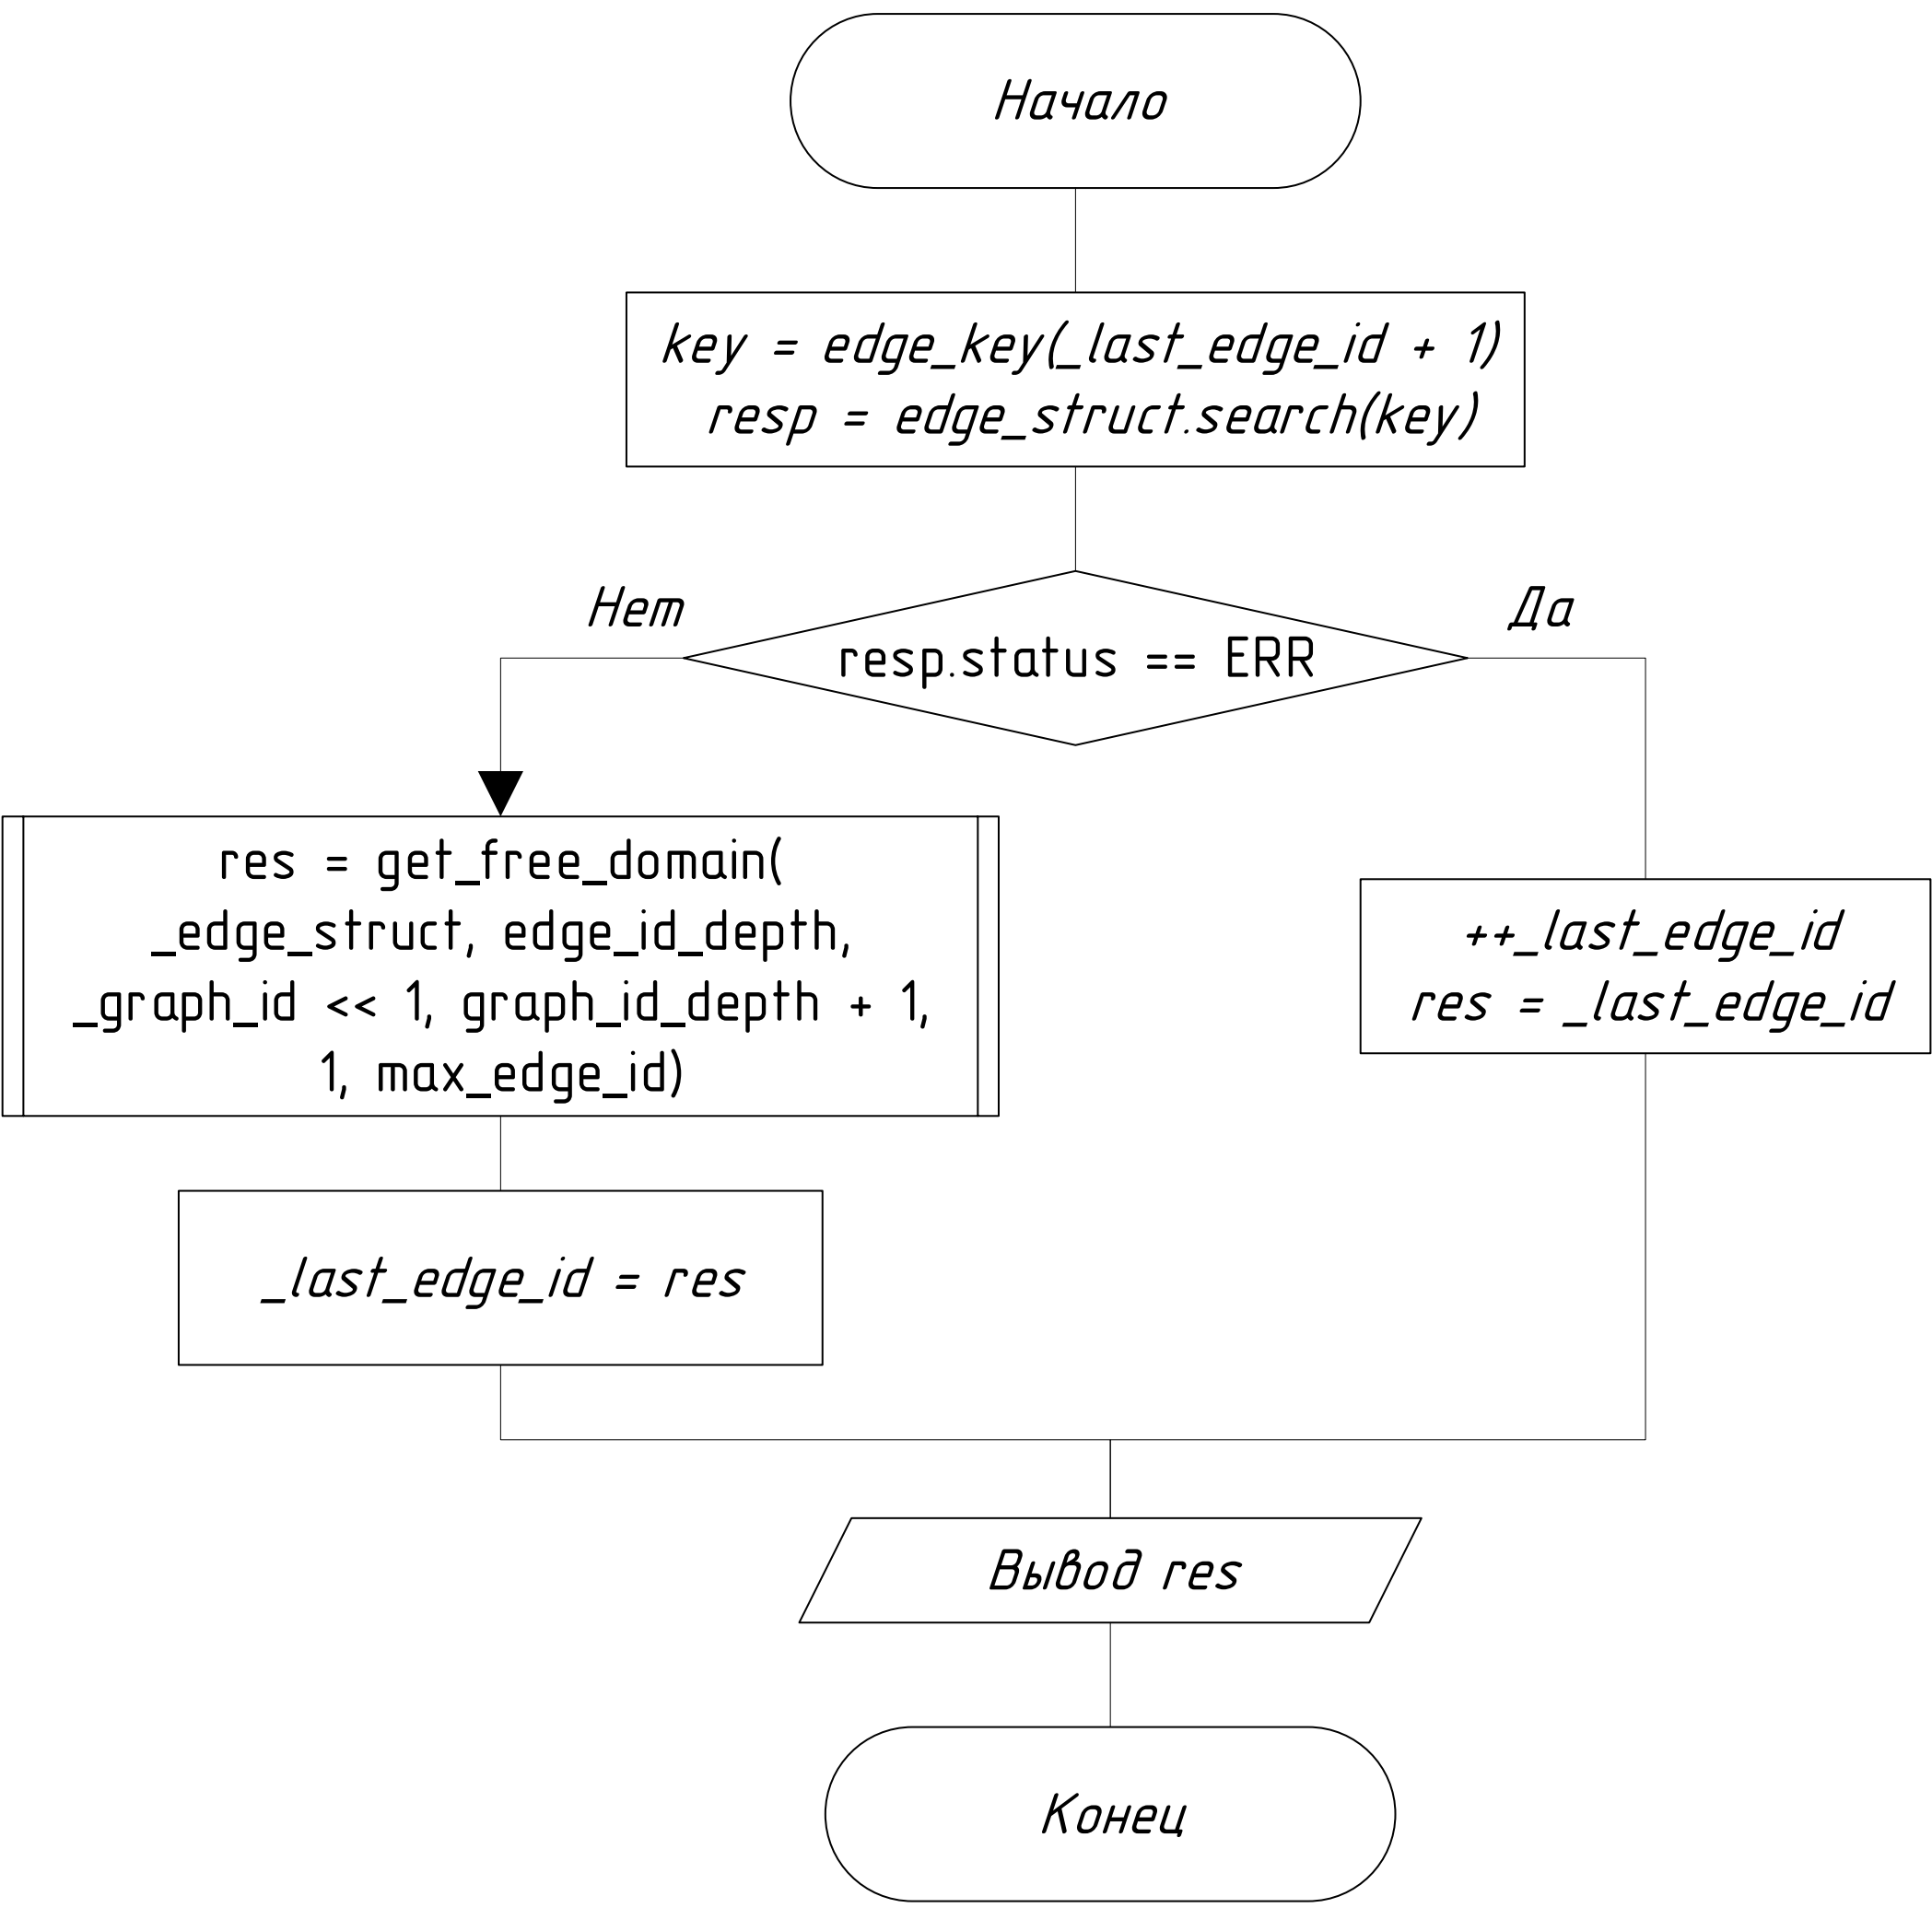 Начало
key = edge_key(_last_edge_id + 1)
resp = edge_struct.search(key)
Нет
Да
resp.status == ERR
res = get_free_domain(
_edge_struct, edge_id_depth,
_graph_id << 1, graph_id_depth + 1,
1, max_edge_id)
++_last_edge_id
res = _last_edge_id
_last_edge_id = res
Вывод res
Конец